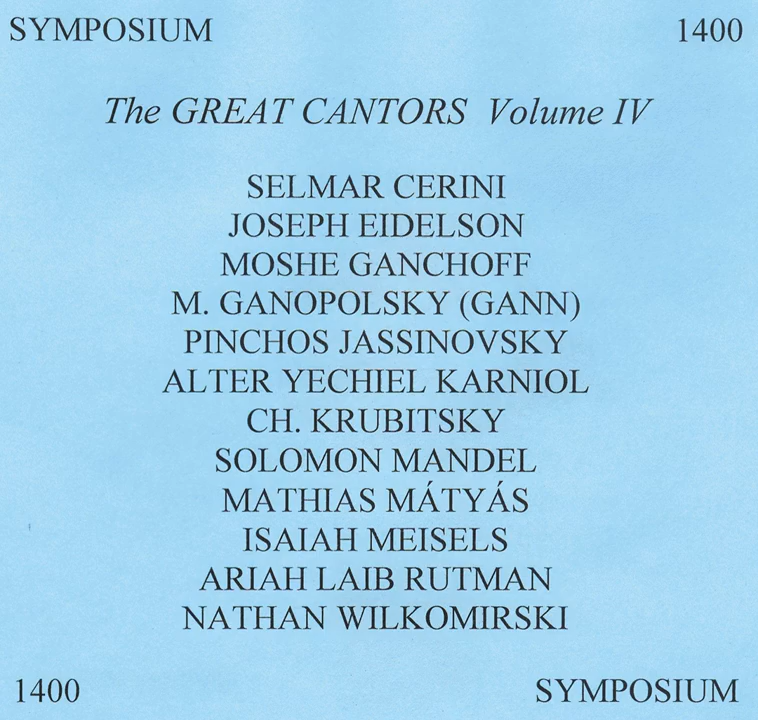 SYMPOSIUM 1400
The GREAT CANTORS Volume IV
SELMAR CERINI
JOSEPH EIDELSON
MOSHE GANCHOFF
M. GANOPOLSKY (GANN)
PINCHOS JASSINOVSKY
ALTER YECHIEL KARNIOL
CH. KRUBITSKY
SOLOMON MANDEL
MATHIAS MÁTYÁS
ISAIAH MEISELS
ARIAH LAIB RUTMAN
NATHAN WILKOMIRSKI
1400 SYMPOSIUM